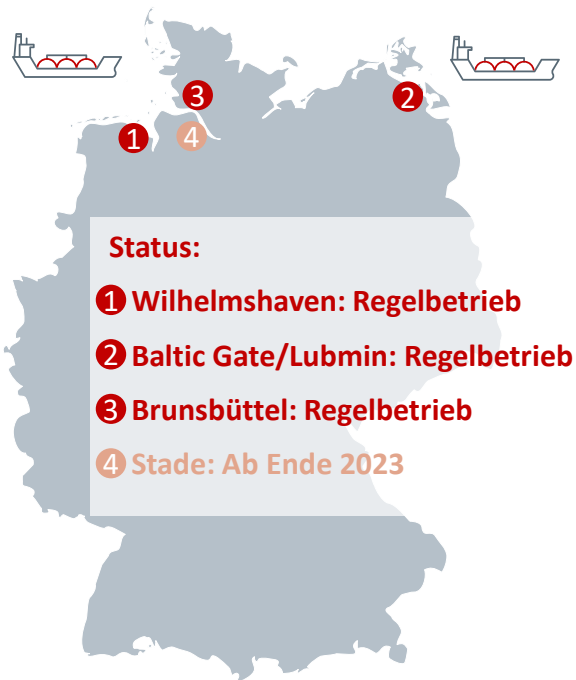 3
2
1
4
Status:
1 Wilhelmshaven: Regelbetrieb
2 Baltic Gate/Lubmin: Regelbetrieb
3 Brunsbüttel: Regelbetrieb
4 Stade: Ab Ende 2023